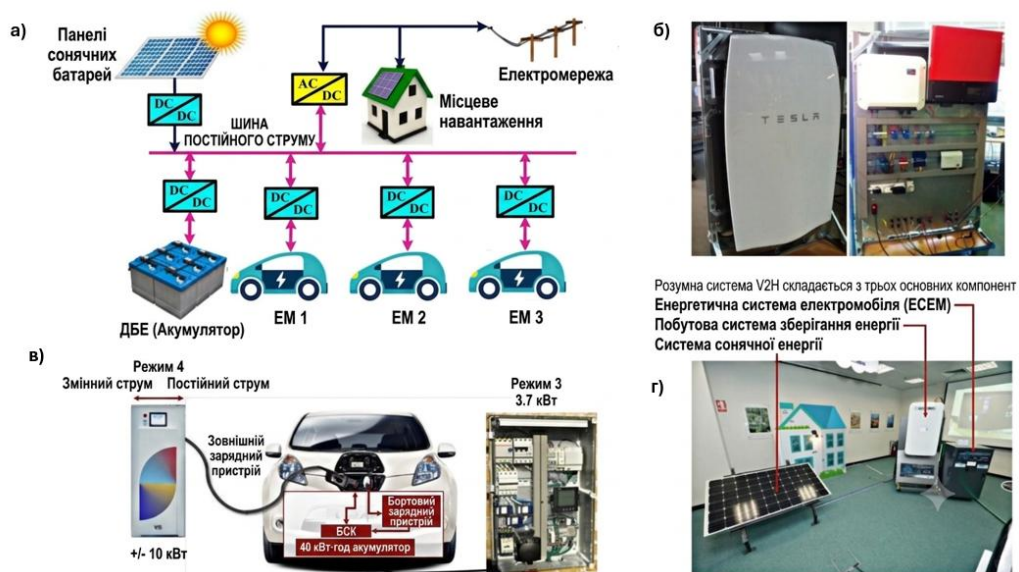 а)
Панелі
сонячних
батарей
DC
DC
AC
DC
Електромережа
Місцеве
навантаження
ШИНА
ПОСТІЙНОГО СТРУМУ
DC
DC
DC
DC
DC
DC
DC
DC
ДБЕ (Акумулятор)
ЕМ 1
ЕМ 2
ЕМ 3
б)
TESLA
в)
Режим 4
Змінний струм
Постійний струм
Зовнішній
зарядний
пристрій
+/- 10 кВт
Бортовий
зарядний
пристрій
БСК
40 кВт·год акумулятор
Режим 3
3.7 кВт
Розумна система V2H складається з трьох основних компонент
Енергетична система електромобіля (ЕСЕМ)
Побутова система зберігання енергії
Система сонячної енергії
г)